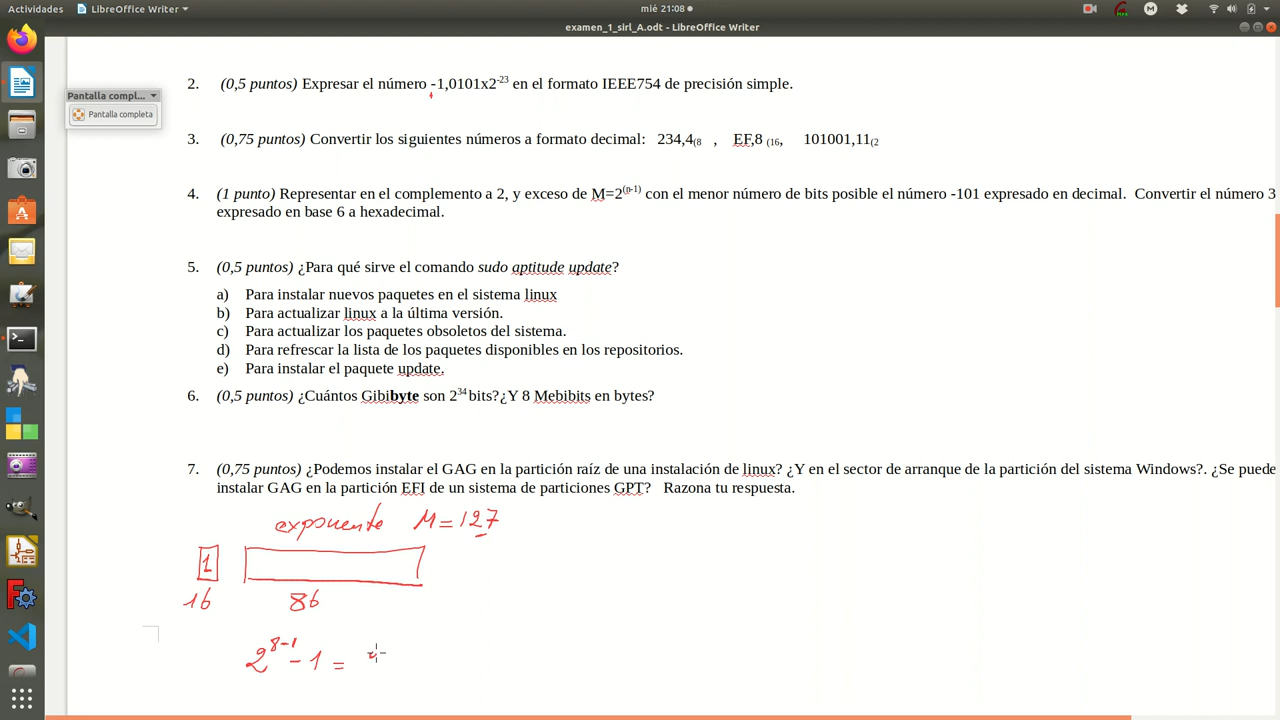 Actividades LibreOffice Writer mié 21:08
examen_1_sirl_A.odt - LibreOffice Writer
Pantalla compl...
Pantalla completa
2. (0,5 puntos) Expresar el número -1,0101x2-23 en el formato IEEE754 de precisión simple.
3. (0,75 puntos) Convertir los siguientes números a formato decimal: 234,4(8 , EF,8 (16, 101001,11(2
4. (1 punto) Representar en el complemento a 2, y exceso de M=2(n-1) con el menor número de bits posible el número -101 expresado en decimal. Convertir el número 3
expresado en base 6 a hexadecimal.
5. (0,5 puntos) ¿Para qué sirve el comando sudo aptitude update?
a) Para instalar nuevos paquetes en el sistema linux
b) Para actualizar linux a la última versión.
c) Para actualizar los paquetes obsoletos del sistema.
d) Para refrescar la lista de los paquetes disponibles en los repositorios.
e) Para instalar el paquete update.
6. (0,5 puntos) ¿Cuántos Gibibyte son 234 bits?¿Y 8 Mebibits en bytes?
7. (0,75 puntos) ¿Podemos instalar el GAG en la partición raíz de una instalación de linux? ¿Y en el sector de arranque de la partición del sistema Windows?. ¿Se puede
instalar GAG en la partición EFI de un sistema de particiones GPT? Razona tu respuesta.
exponente M=127
1
1b 8b
2 8-1 - 1 =